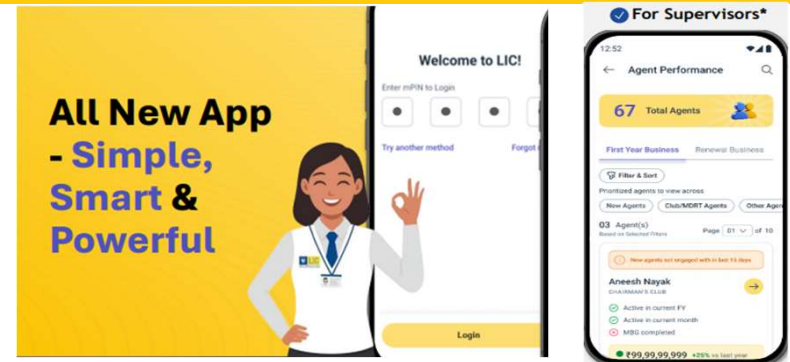 All New App
- Simple,
Smart &
Powerful
LIC
Welcome to LIC!
Enter mPIN to Login
Try another method Forgot
Login
For Supervisors*
12:52
Agent Performance
67 Total Agents
First Year Business Renewal Business
Filter & Sort
Prioritized agents to view across
New Agents Club/MDRT Agents Other Agen
03 Agent(s)
Based on Selected Filters
Page 01 of 10
New agents not engaged with in last 15 days
Aneesh Nayak
CHAIRMAN'S CLUB
Active in current FY
Active in current month
MBG completed
₹99,99,99,999 +25% vs last year